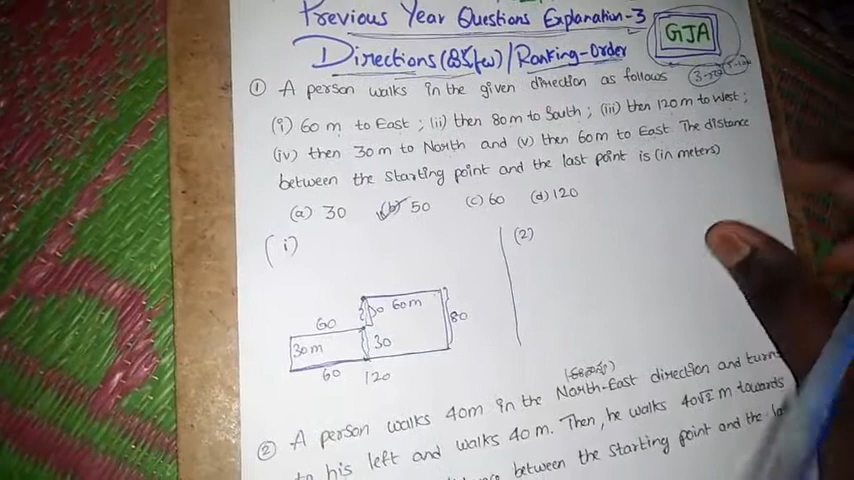 Previous Year Questions Explanation-3
GJA
Directions / Ranking-Order
① A person walks in the given direction as follows
(i) 60 m to East ; (ii) then 80m to South ; (iii) then 120 m to West ;
(iv) then 30 m to North and (v) then 60m to East. The distance
between the starting point and the last point is (in meters)
(a) 30 (b) 50 (c) 60 (d) 120
(i)
(2)
60m
60
80
30m
30
60
120
② A person walks 40m in the North-East direction and turns
to his left and walks 40m. Then, he walks 40√2 m towards
between the starting point and the